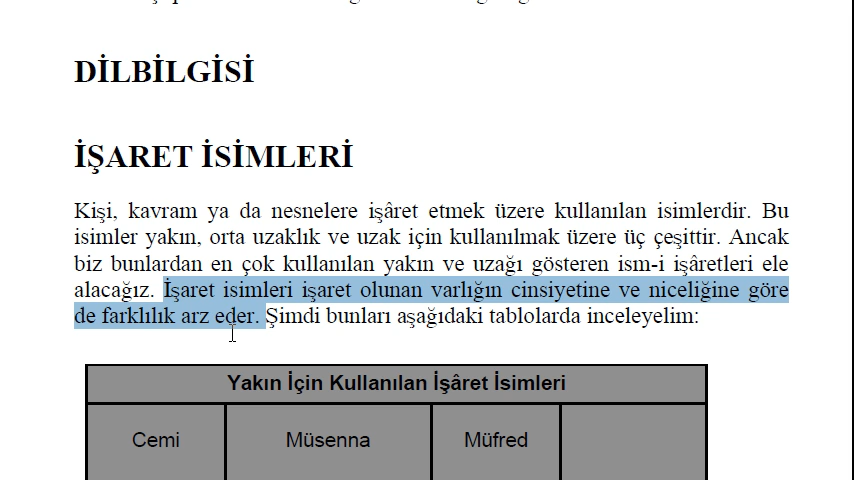 DİLBİLGİSİ
İŞARET İSİMLERİ
Kişi, kavram ya da nesnelere işâret etmek üzere kullanılan isimlerdir. Bu
isimler yakın, orta uzaklık ve uzak için kullanılmak üzere üç çeşittir. Ancak
biz bunlardan en çok kullanılan yakın ve uzağı gösteren ism-i işâretleri ele
alacağız. İşaret isimleri işaret olunan varlığın cinsiyetine ve niceliğine göre
de farklılık arz eder. Şimdi bunları aşağıdaki tablolarda inceleyelim:
Yakın İçin Kullanılan İşâret İsimleri
Cemi Müsenna Müfred